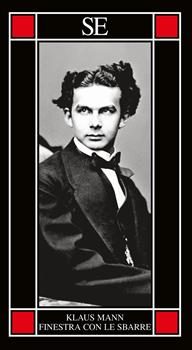 SE
KLAUS MANN
FINESTRA CON LE SBARRE